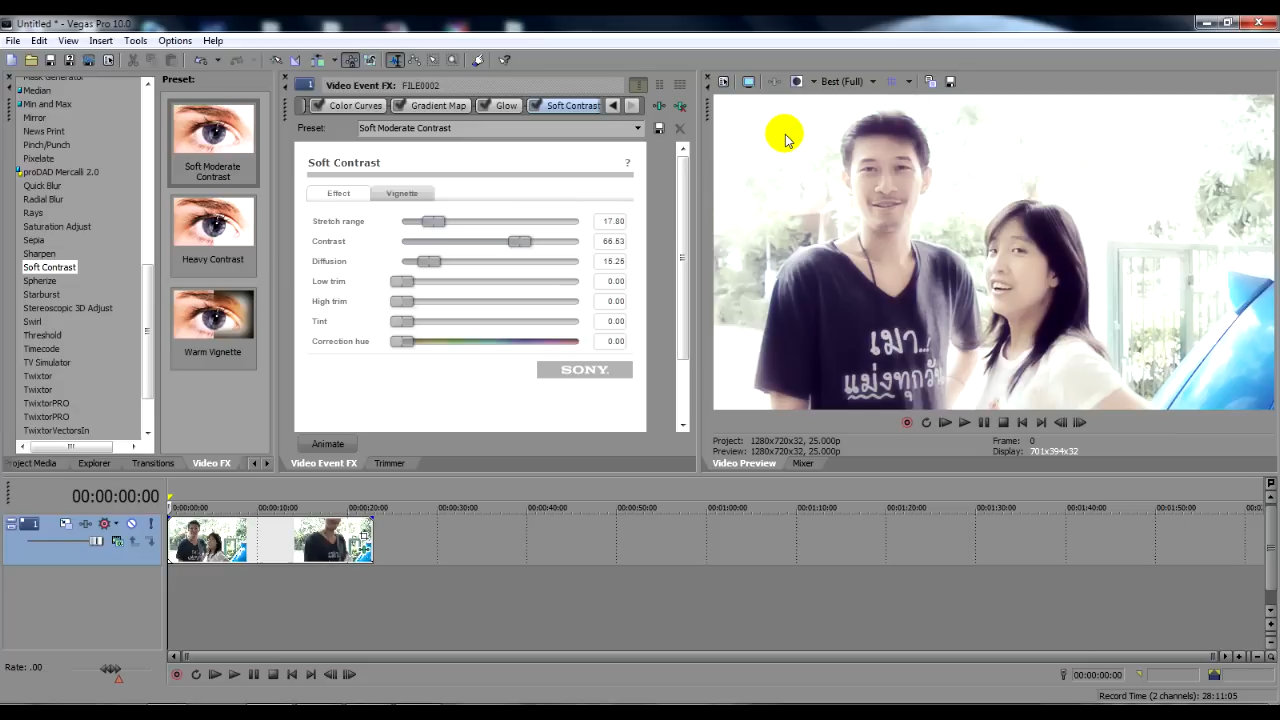 Untitled * - Vegas Pro 10.0
File Edit View Insert Tools Options Help
Mask Generator
Median
Min and Max
Mirror
News Print
Pinch/Punch
Pixelate
proDAD Mercalli 2.0
Quick Blur
Radial Blur
Rays
Saturation Adjust
Sepia
Sharpen
Soft Contrast
Spherize
Starburst
Stereoscopic 3D Adjust
Swirl
Threshold
Timecode
TV Simulator
Twixtor
Twixtor
TwixtorPRO
TwixtorPRO
TwixtorVectorsIn
Preset:
Soft Moderate
Contrast
Heavy Contrast
Warm Vignette
Project Media Explorer Transitions Video FX
1 Video Event FX: FILE0002
Color Curves Gradient Map Glow Soft Contrast
Preset: Soft Moderate Contrast
Soft Contrast ?
Effect Vignette
Stretch range 17.80
Contrast 66.53
Diffusion 15.25
Low trim 0.00
High trim 0.00
Tint 0.00
Correction hue 0.00
SONY
Animate
Video Event FX Trimmer
Best (Full)
เมา...
แม่งทุกวัน
Project: 1280x720x32, 25.000p
Preview: 1280x720x32, 25.000p
Frame: 0
Display: 701x394x32
Video Preview Mixer
00:00:00:00
00:00:00:00 00:00:10:00 00:00:20:00 00:00:30:00 00:00:40:00 00:00:50:00 00:01:00:00 00:01:10:00 00:01:20:00 00:01:30:00 00:01:40:00 00:01:50:00
1
Rate: .00
00:00:00:00
Record Time (2 channels): 28:11:05